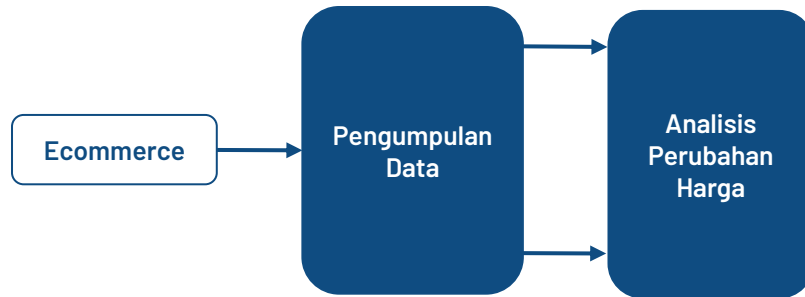 Ecommerce
Pengumpulan
Data
Analisis
Perubahan
Harga